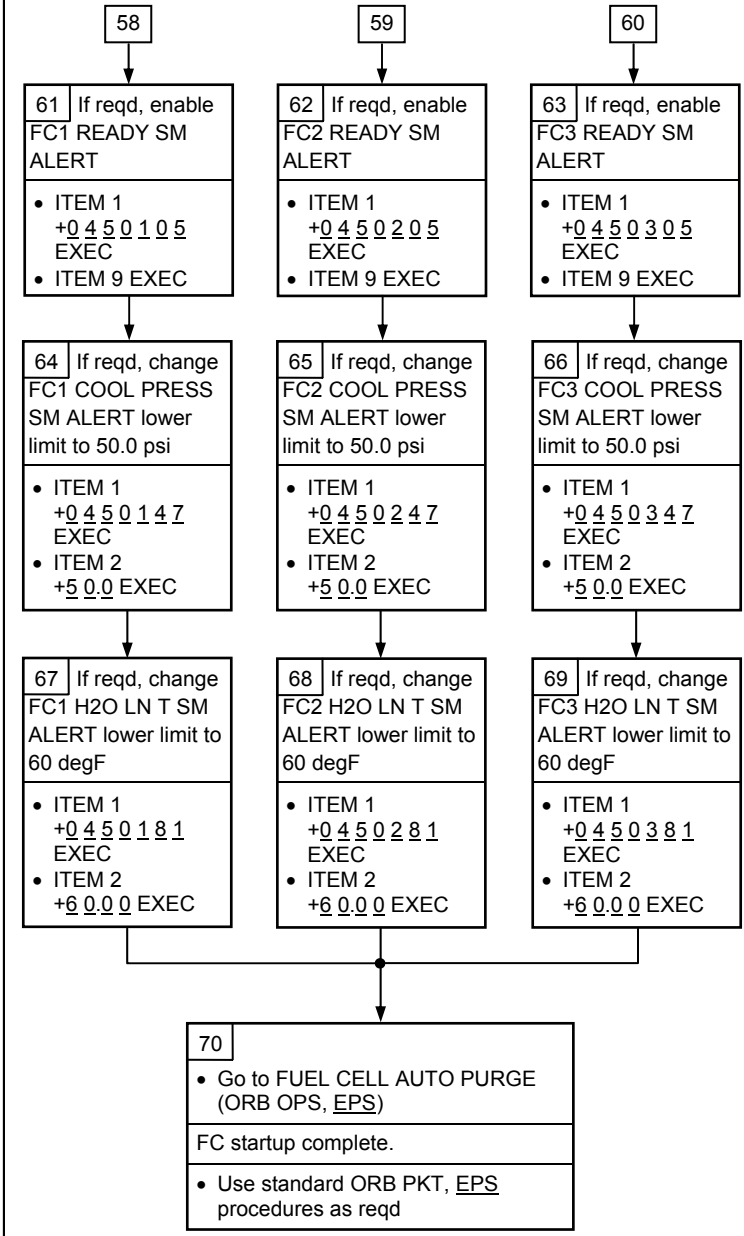 58
59
60
61 If reqd, enable
FC1 READY SM
ALERT
• ITEM 1
+0 4 5 0 1 0 5
EXEC
• ITEM 9 EXEC
62 If reqd, enable
FC2 READY SM
ALERT
• ITEM 1
+0 4 5 0 2 0 5
EXEC
• ITEM 9 EXEC
63 If reqd, enable
FC3 READY SM
ALERT
• ITEM 1
+0 4 5 0 3 0 5
EXEC
• ITEM 9 EXEC
64 If reqd, change
FC1 COOL PRESS
SM ALERT lower
limit to 50.0 psi
• ITEM 1
+0 4 5 0 1 4 7
EXEC
• ITEM 2
+5 0.0 EXEC
65 If reqd, change
FC2 COOL PRESS
SM ALERT lower
limit to 50.0 psi
• ITEM 1
+0 4 5 0 2 4 7
EXEC
• ITEM 2
+5 0.0 EXEC
66 If reqd, change
FC3 COOL PRESS
SM ALERT lower
limit to 50.0 psi
• ITEM 1
+0 4 5 0 3 4 7
EXEC
• ITEM 2
+5 0.0 EXEC
67 If reqd, change
FC1 H2O LN T SM
ALERT lower limit to
60 degF
• ITEM 1
+0 4 5 0 1 8 1
EXEC
• ITEM 2
+6 0.0 0 EXEC
68 If reqd, change
FC2 H2O LN T SM
ALERT lower limit to
60 degF
• ITEM 1
+0 4 5 0 2 8 1
EXEC
• ITEM 2
+6 0.0 0 EXEC
69 If reqd, change
FC3 H2O LN T SM
ALERT lower limit to
60 degF
• ITEM 1
+0 4 5 0 3 8 1
EXEC
• ITEM 2
+6 0.0 0 EXEC
70
• Go to FUEL CELL AUTO PURGE
(ORB OPS, EPS)
FC startup complete.
• Use standard ORB PKT, EPS
procedures as reqd